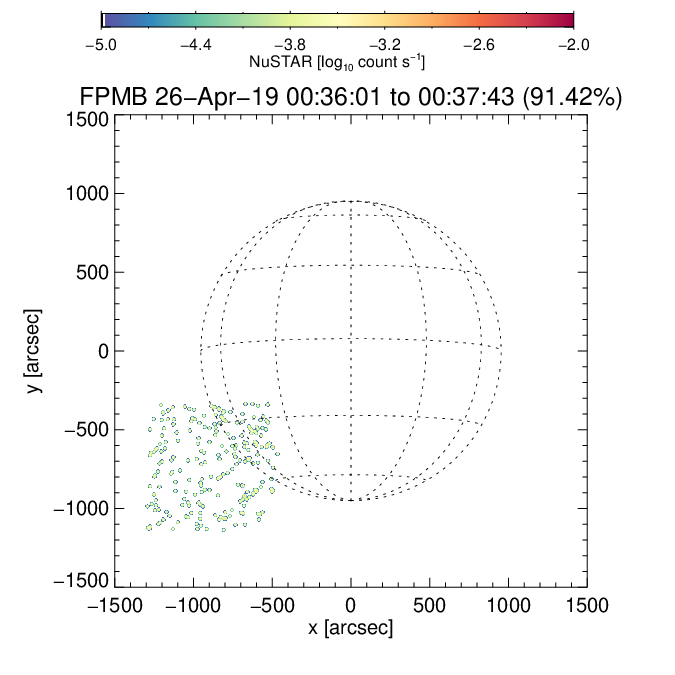 −5.0 −4.4 −3.8 −3.2 −2.6 −2.0
NuSTAR [log₁₀ count s⁻¹]
FPMB 26−Apr−19 00:36:01 to 00:37:43 (91.42%)
1500
1000
500
0
−500
−1000
−1500
y [arcsec]
−1500 −1000 −500 0 500 1000 1500
x [arcsec]